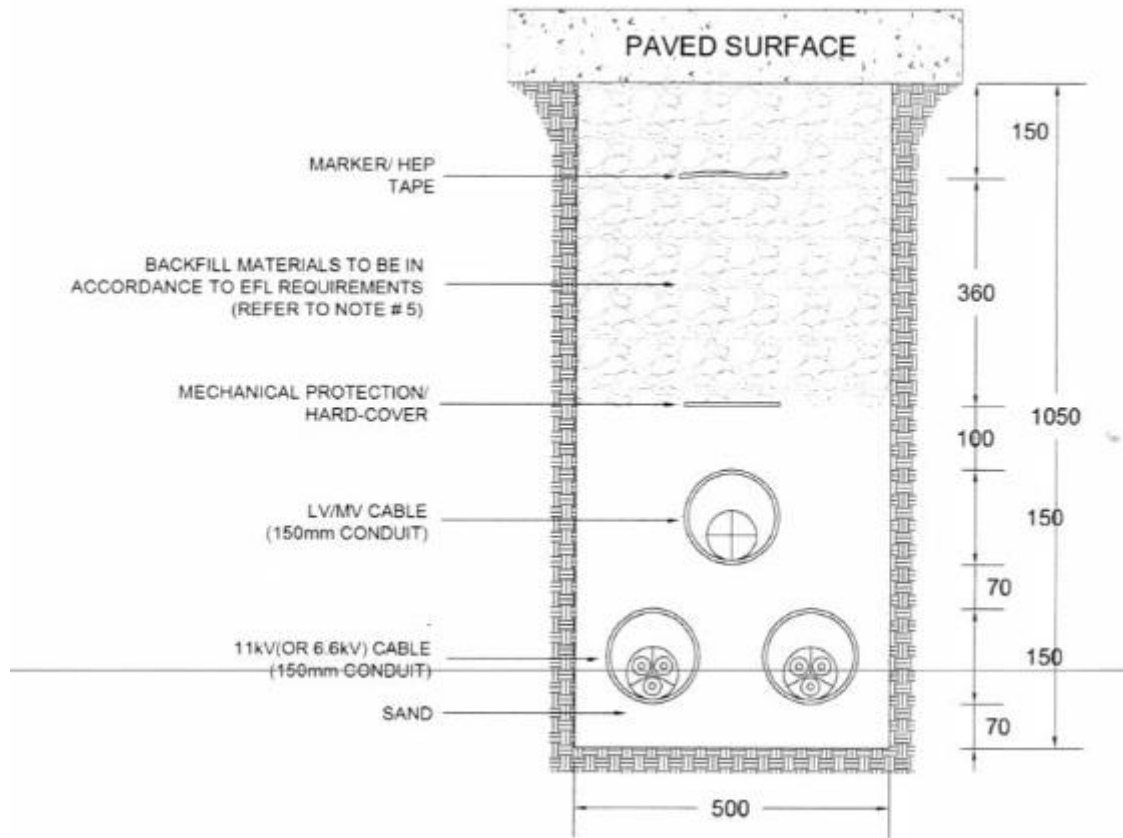 PAVED SURFACE
150
MARKER/ HEP
TAPE
BACKFILL MATERIALS TO BE IN
ACCORDANCE TO EFL REQUIREMENTS
(REFER TO NOTE # 5)
360
MECHANICAL PROTECTION/
HARD-COVER
1050
100
LV/MV CABLE
(150mm CONDUIT)
150
70
11kV(OR 6.6kV) CABLE
(150mm CONDUIT)
150
SAND
70
500